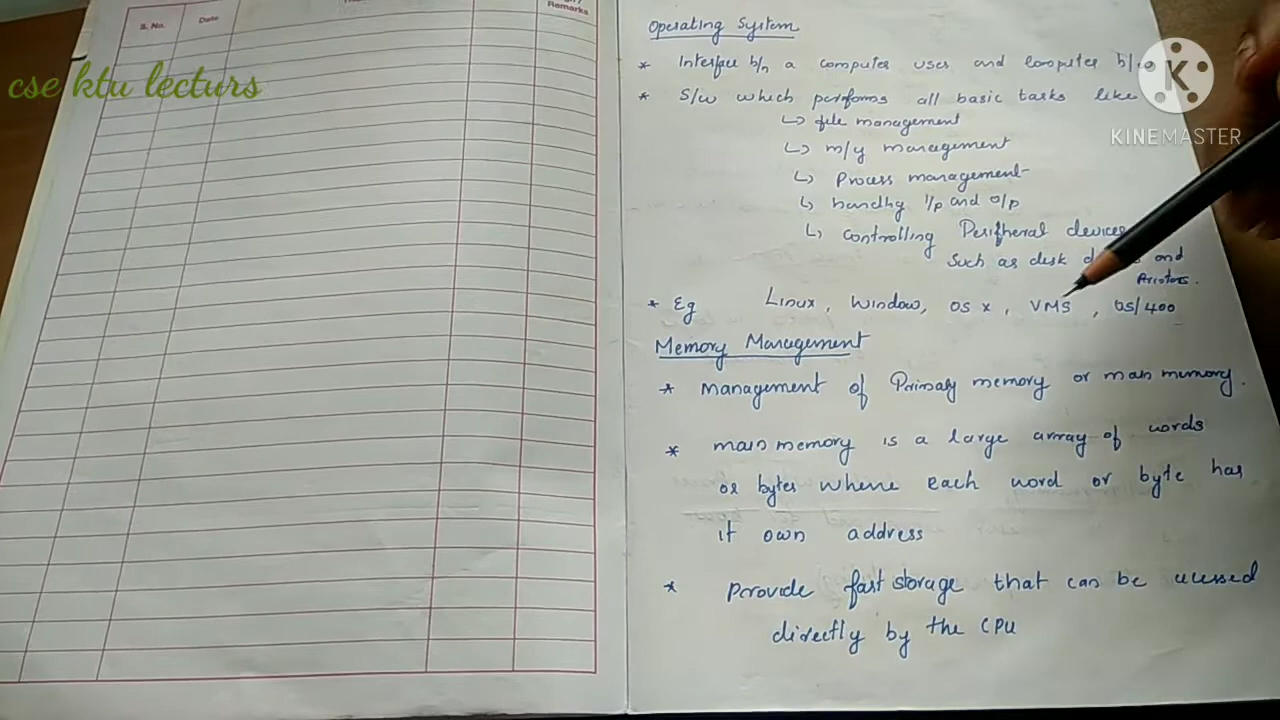 S. No.
Date
Remarks
cse ktu lecturs
K
KINEMASTER
Operating System
* Interface b/n a computer user and computer h/w
* S/w which performs all basic tasks like
↳ file management
↳ m/y management
↳ Process management
↳ handling I/p and O/p
↳ controlling Peripheral devices
such as disk and
Printers.
* Eg Linux, Window, OS X, VMS, OS/400
Memory Management
* Management of Primary memory or main memory.
* main memory is a large array of words
or bytes where each word or byte has
it own address
* Provide fast storage that can be
directly by the CPU